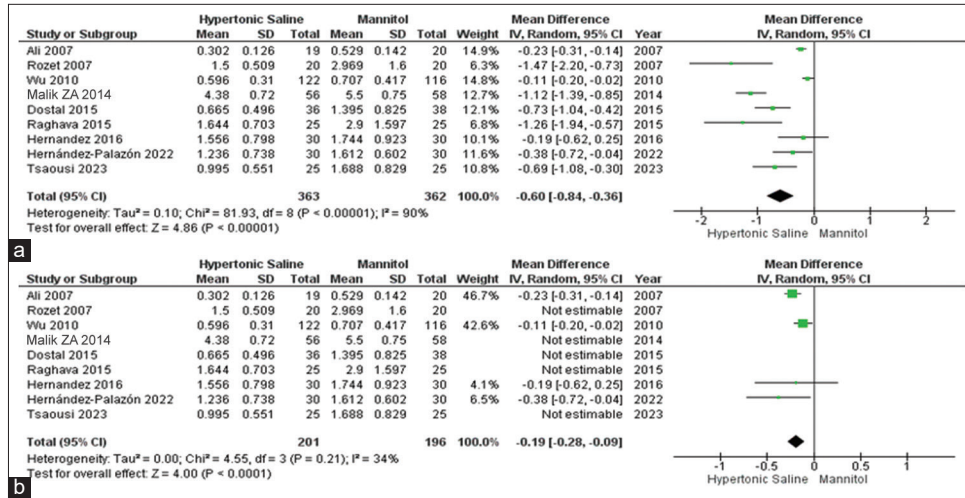 Hypertonic Saline Mannitol Mean Difference Mean Difference
Study or Subgroup Mean SD Total Mean SD Total Weight IV, Random, 95% CI Year IV, Random, 95% CI
Ali 2007 0.302 0.126 19 0.529 0.142 20 14.9% -0.23 [-0.31, -0.14] 2007
Rozet 2007 1.5 0.509 20 2.969 1.6 20 6.3% -1.47 [-2.20, -0.73] 2007
Wu 2010 0.596 0.31 122 0.707 0.417 116 14.8% -0.11 [-0.20, -0.02] 2010
Malik ZA 2014 4.38 0.72 56 5.5 0.75 58 12.7% -1.12 [-1.39, -0.85] 2014
Dostal 2015 0.665 0.496 36 1.395 0.825 38 12.1% -0.73 [-1.04, -0.42] 2015
Raghava 2015 1.644 0.703 25 2.9 1.597 25 6.8% -1.26 [-1.94, -0.57] 2015
Hernandez 2016 1.556 0.798 30 1.744 0.923 30 10.1% -0.19 [-0.62, 0.25] 2016
Hernández-Palazón 2022 1.236 0.738 30 1.612 0.602 30 11.6% -0.38 [-0.72, -0.04] 2022
Tsaousi 2023 0.995 0.551 25 1.688 0.829 25 10.8% -0.69 [-1.08, -0.30] 2023
Total (95% CI) 363 362 100.0% -0.60 [-0.84, -0.36]
Heterogeneity: Tau² = 0.10; Chi² = 81.93, df = 8 (P < 0.00001); I² = 90%
Test for overall effect: Z = 4.86 (P < 0.00001)
-2 -1 0 1 2
Hypertonic Saline Mannitol
a
Hypertonic Saline Mannitol Mean Difference Mean Difference
Study or Subgroup Mean SD Total Mean SD Total Weight IV, Random, 95% CI Year IV, Random, 95% CI
Ali 2007 0.302 0.126 19 0.529 0.142 20 46.7% -0.23 [-0.31, -0.14] 2007
Rozet 2007 1.5 0.509 20 2.969 1.6 20 Not estimable 2007
Wu 2010 0.596 0.31 122 0.707 0.417 116 42.6% -0.11 [-0.20, -0.02] 2010
Malik ZA 2014 4.38 0.72 56 5.5 0.75 58 Not estimable 2014
Dostal 2015 0.665 0.496 36 1.395 0.825 38 Not estimable 2015
Raghava 2015 1.644 0.703 25 2.9 1.597 25 Not estimable 2015
Hernandez 2016 1.556 0.798 30 1.744 0.923 30 4.1% -0.19 [-0.62, 0.25] 2016
Hernández-Palazón 2022 1.236 0.738 30 1.612 0.602 30 6.5% -0.38 [-0.72, -0.04] 2022
Tsaousi 2023 0.995 0.551 25 1.688 0.829 25 Not estimable 2023
Total (95% CI) 201 196 100.0% -0.19 [-0.28, -0.09]
Heterogeneity: Tau² = 0.00; Chi² = 4.55, df = 3 (P = 0.21); I² = 34%
Test for overall effect: Z = 4.00 (P < 0.0001)
-1 -0.5 0 0.5 1
Hypertonic Saline Mannitol
b